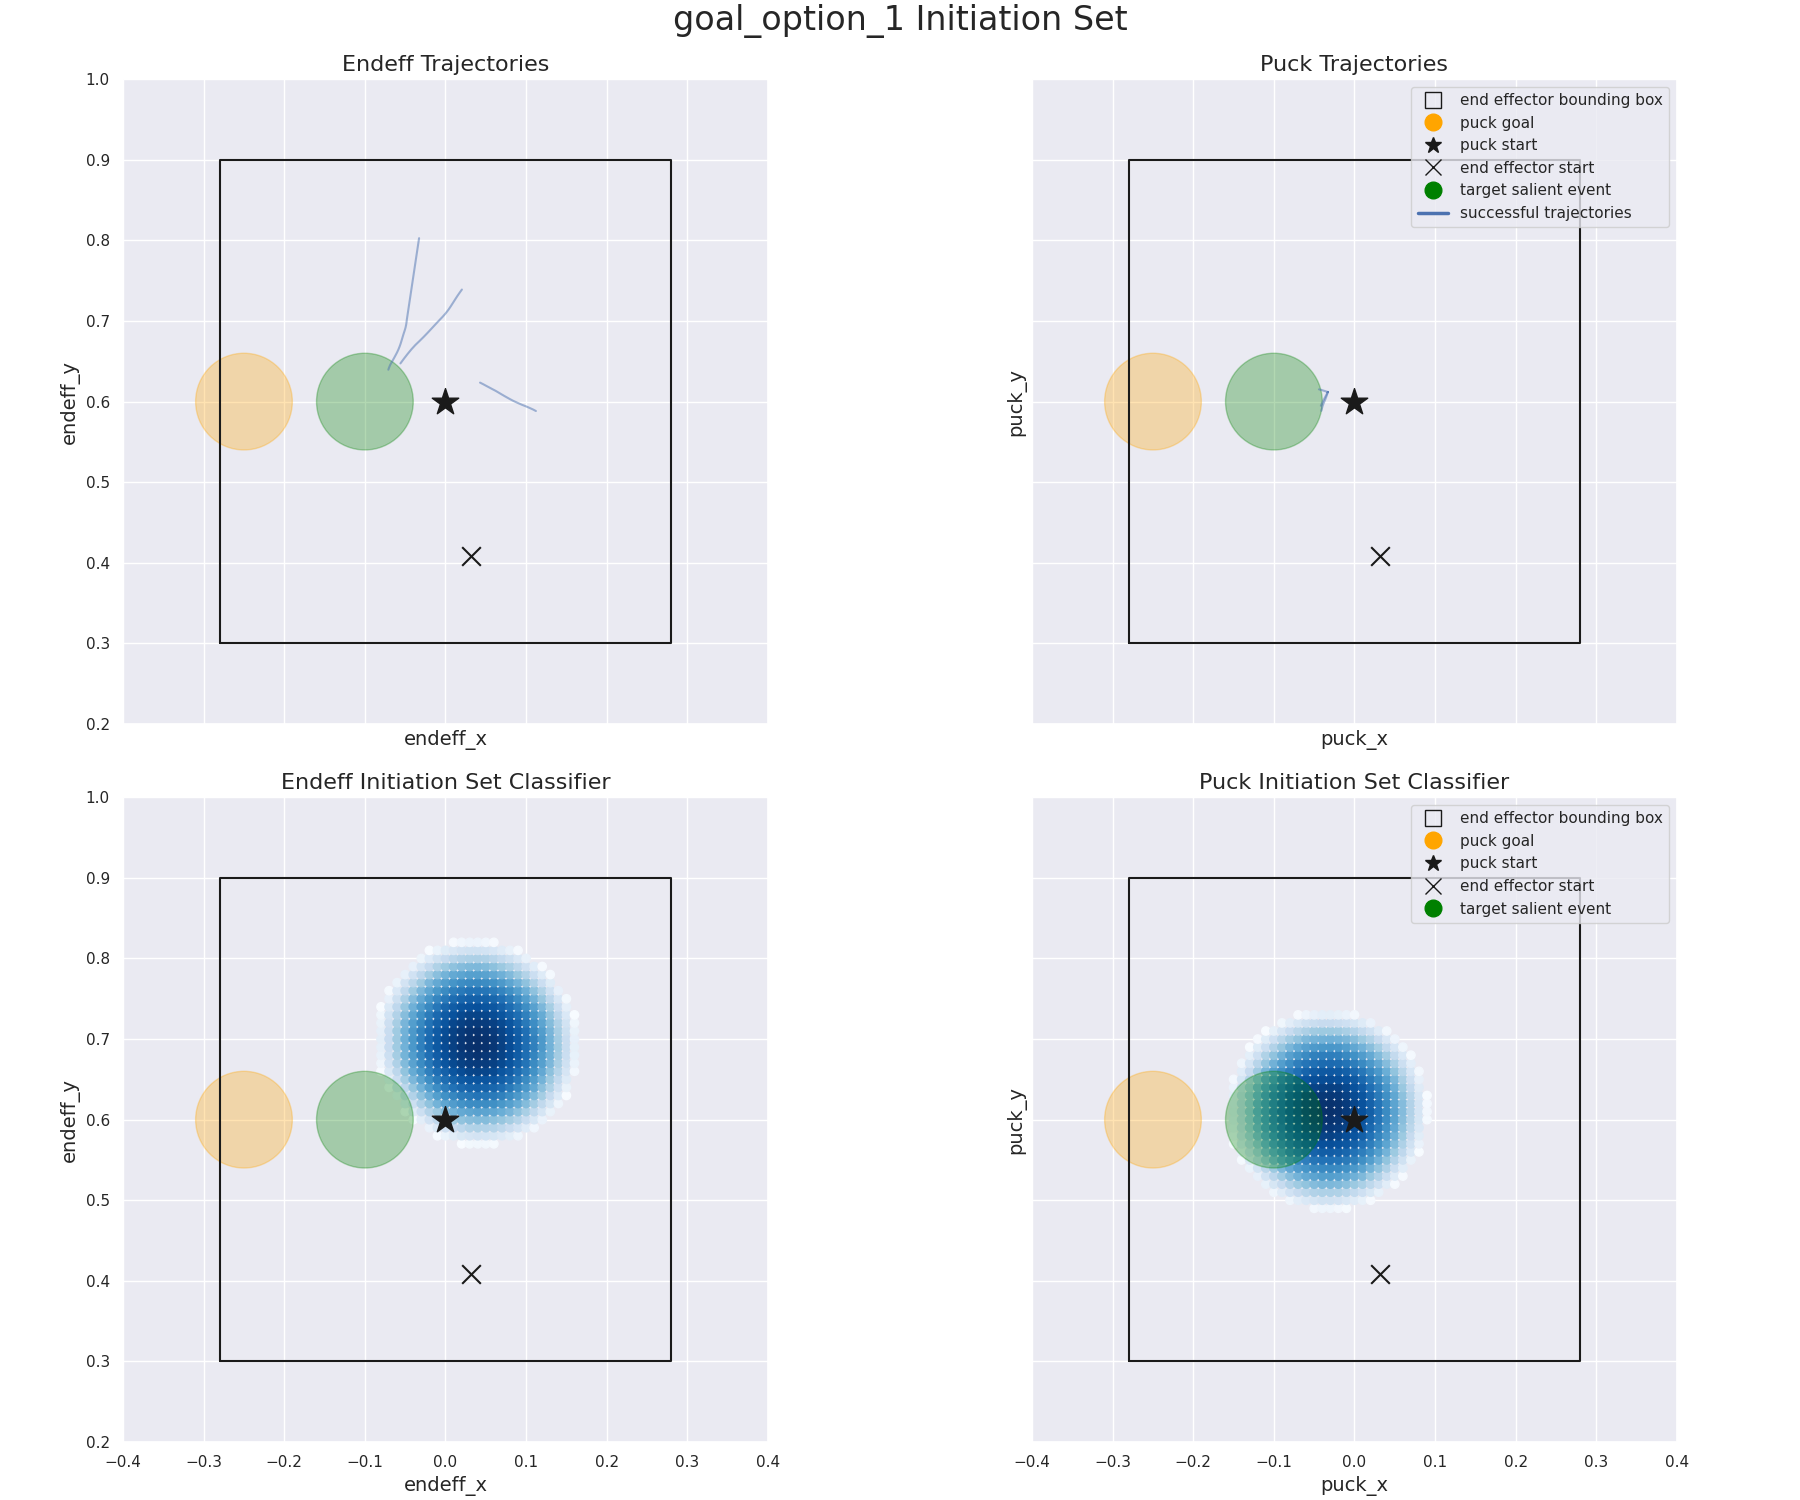 goal_option_1 Initiation Set
Endeff Trajectories
1.0
0.9
0.8
0.7
0.6
0.5
0.4
0.3
0.2
endeff_y
endeff_x
Puck Trajectories
end effector bounding box
puck goal
puck start
end effector start
target salient event
successful trajectories
puck_y
puck_x
Endeff Initiation Set Classifier
1.0
0.9
0.8
0.7
0.6
0.5
0.4
0.3
0.2
endeff_y
−0.4 −0.3 −0.2 −0.1 0.0 0.1 0.2 0.3 0.4
endeff_x
Puck Initiation Set Classifier
end effector bounding box
puck goal
puck start
end effector start
target salient event
puck_y
−0.4 −0.3 −0.2 −0.1 0.0 0.1 0.2 0.3 0.4
puck_x